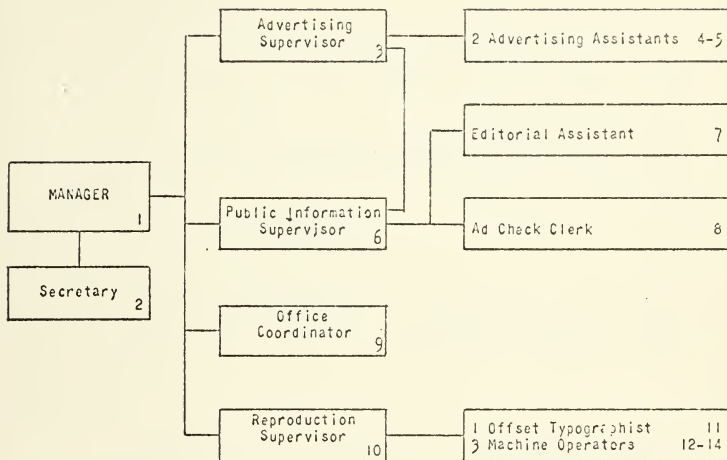 Advertising
Supervisor
3
2 Advertising Assistants 4-5
Editorial Assistant 7
MANAGER
1
Public Information
Supervisor
6
Ad Check Clerk 8
Secretary
2
Office
Coordinator
9
Reproduction
Supervisor
10
1 Offset Typographist 11
3 Machine Operators 12-14